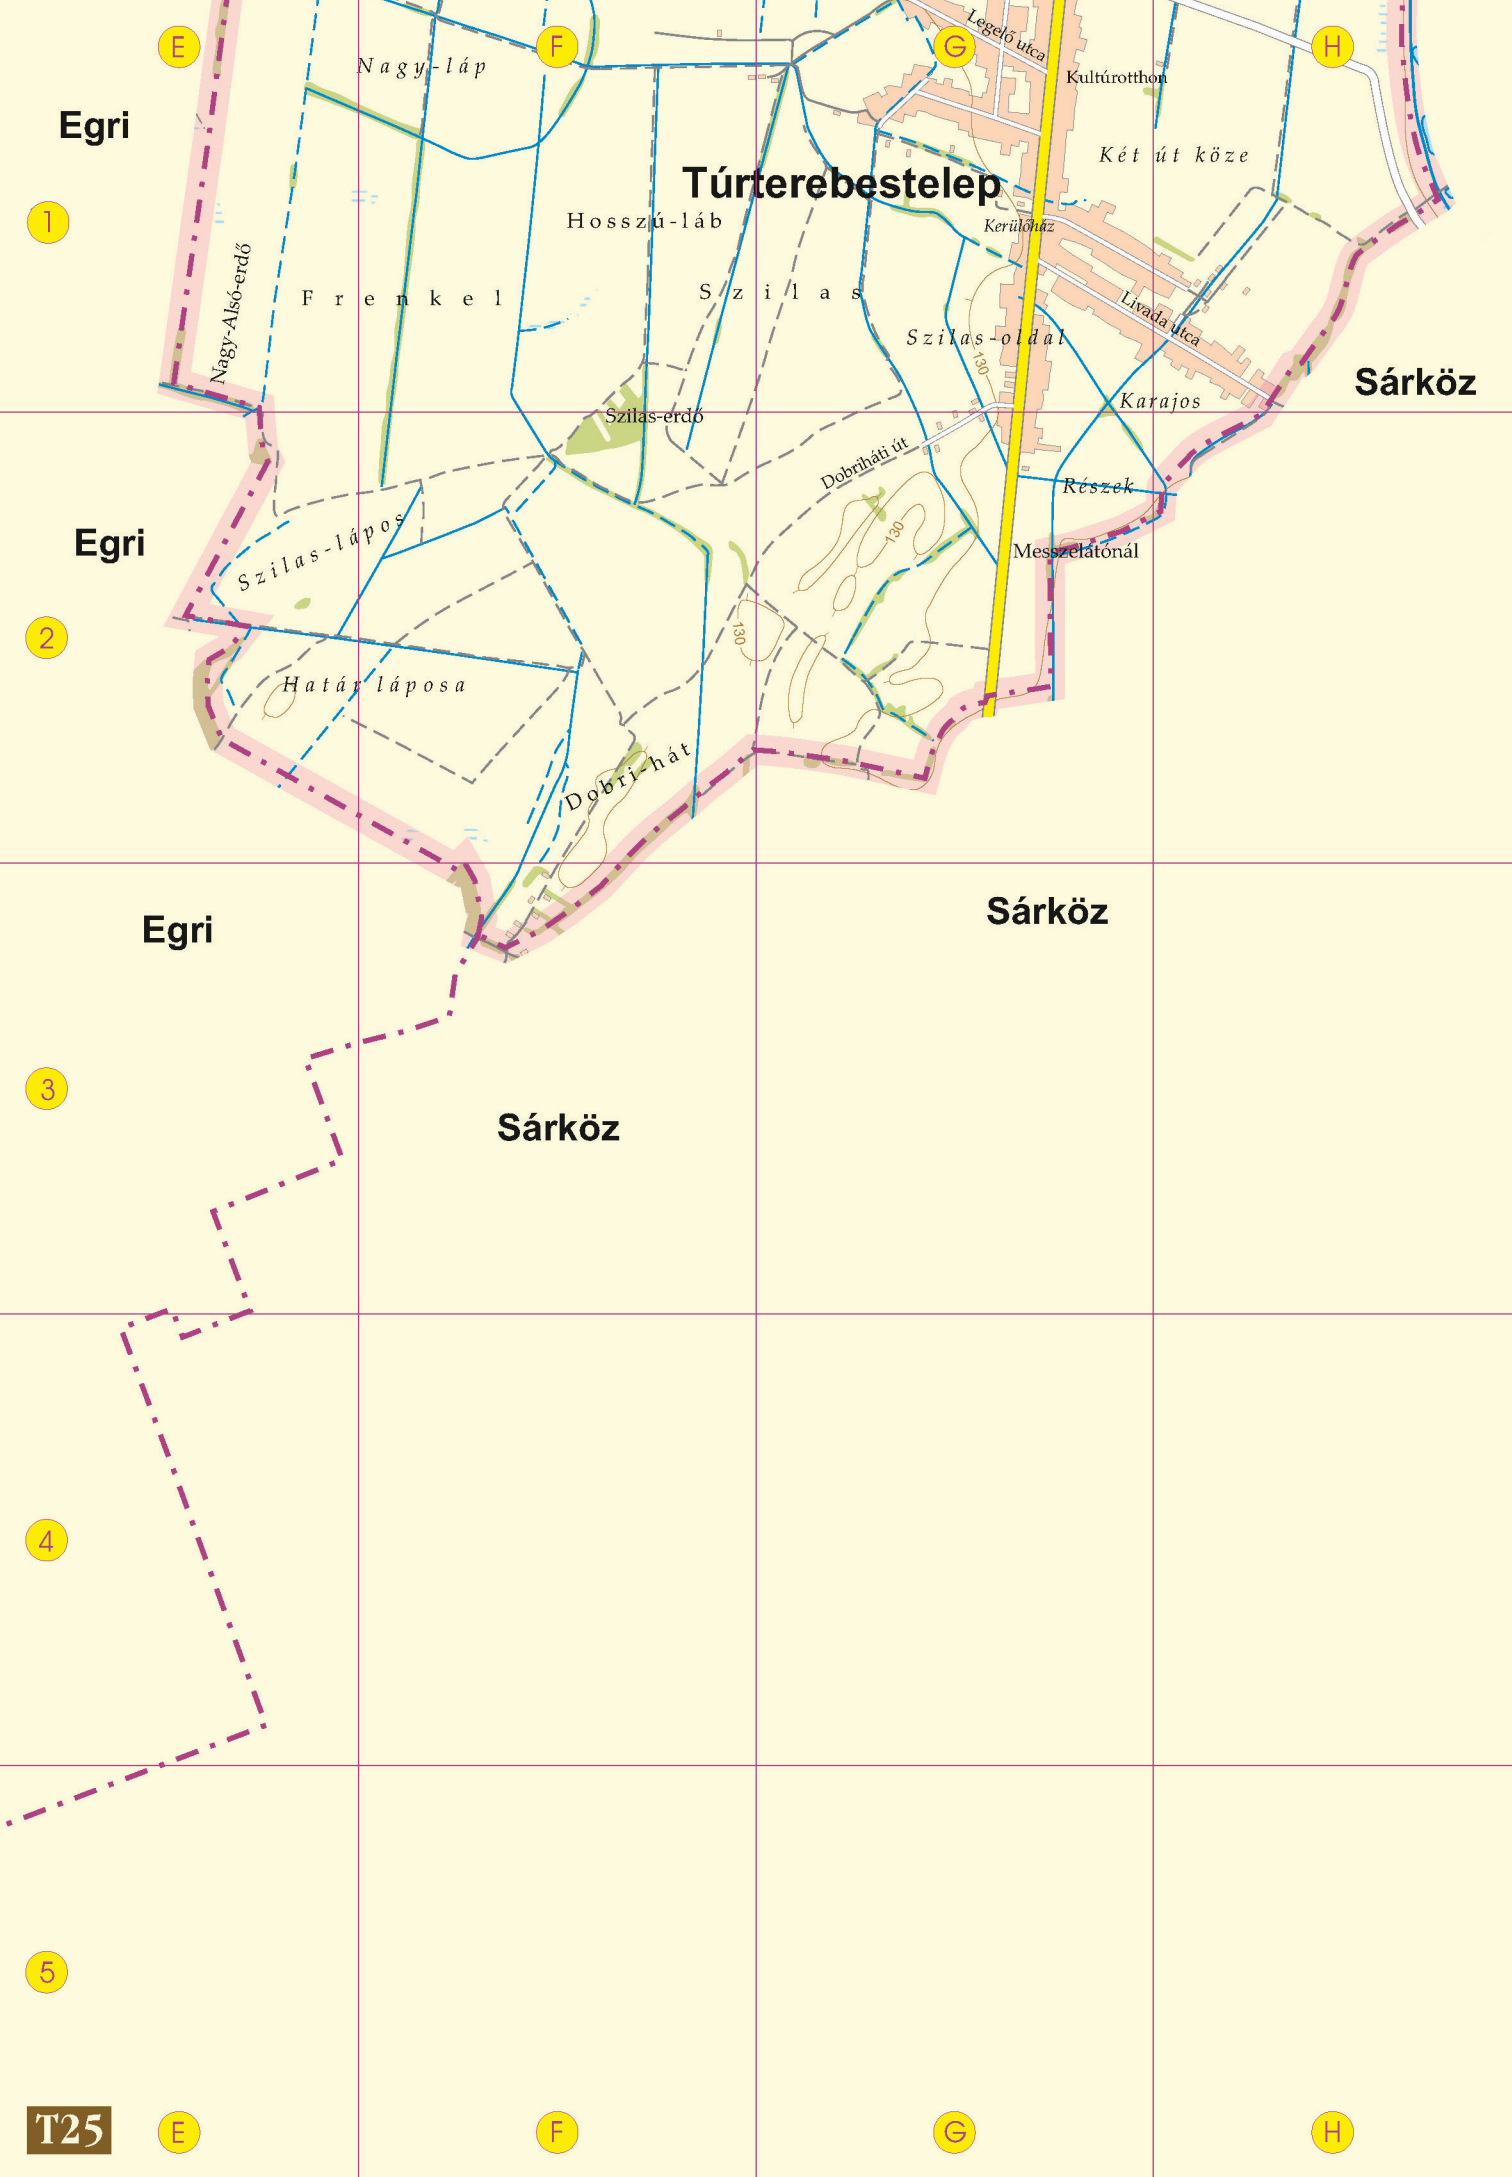 E
F
G
H
Legelő utca
Nagy-láp
Kultúrotthon
Egri
Két út köze
Túrterebestelep
1
Hosszú-láb
Kerülőház
Nagy-Alsó-erdő
Frenkel
Szilas
Livada utca
Szilas-oldal
130
Sárköz
Karajos
Szilas-erdő
Dobriháti út
Részek
Egri
Szilas-lápos
130
Messzelátónál
2
130
Határ láposa
Dobri-hát
Egri
Sárköz
3
Sárköz
4
5
T25
E
F
G
H